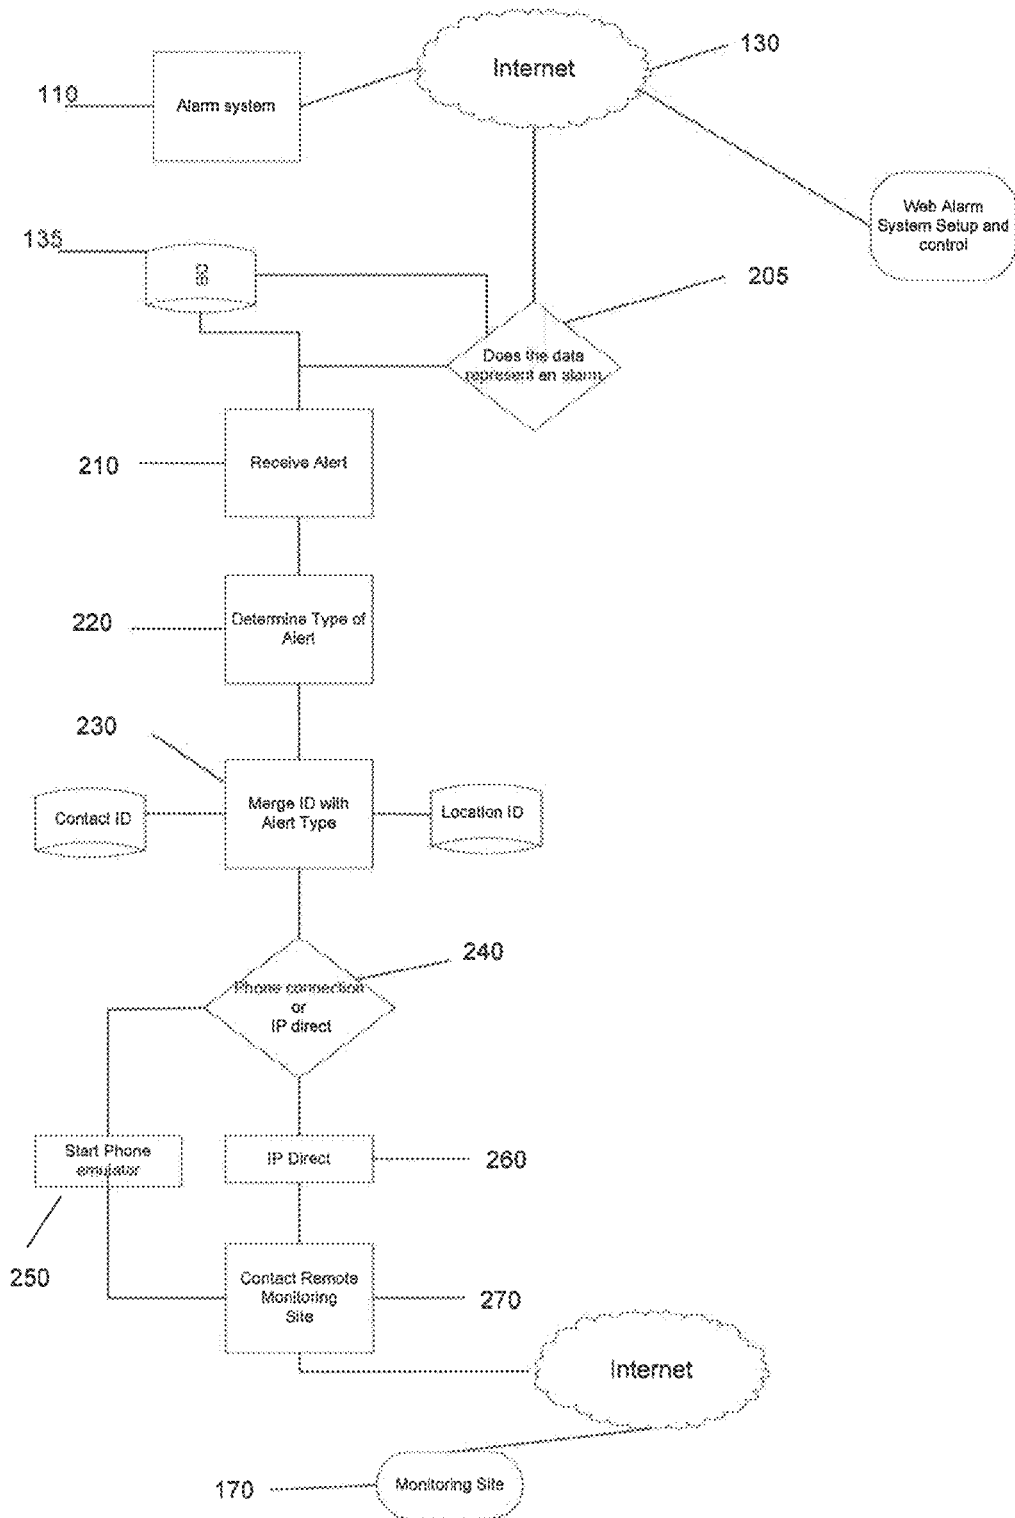 Internet
130
110
Alarm system
Web Alarm
System Setup and
control
135
205
Does the data
represent an alarm
210
Receive Alert
220
Determine Type of
Alert
230
Contact ID
Merge ID with
Alert Type
Location ID
240
Phone connection
or
IP direct
Start Phone
emulator
IP Direct
260
250
Contact Remote
Monitoring
Site
270
Internet
170
Monitoring Site